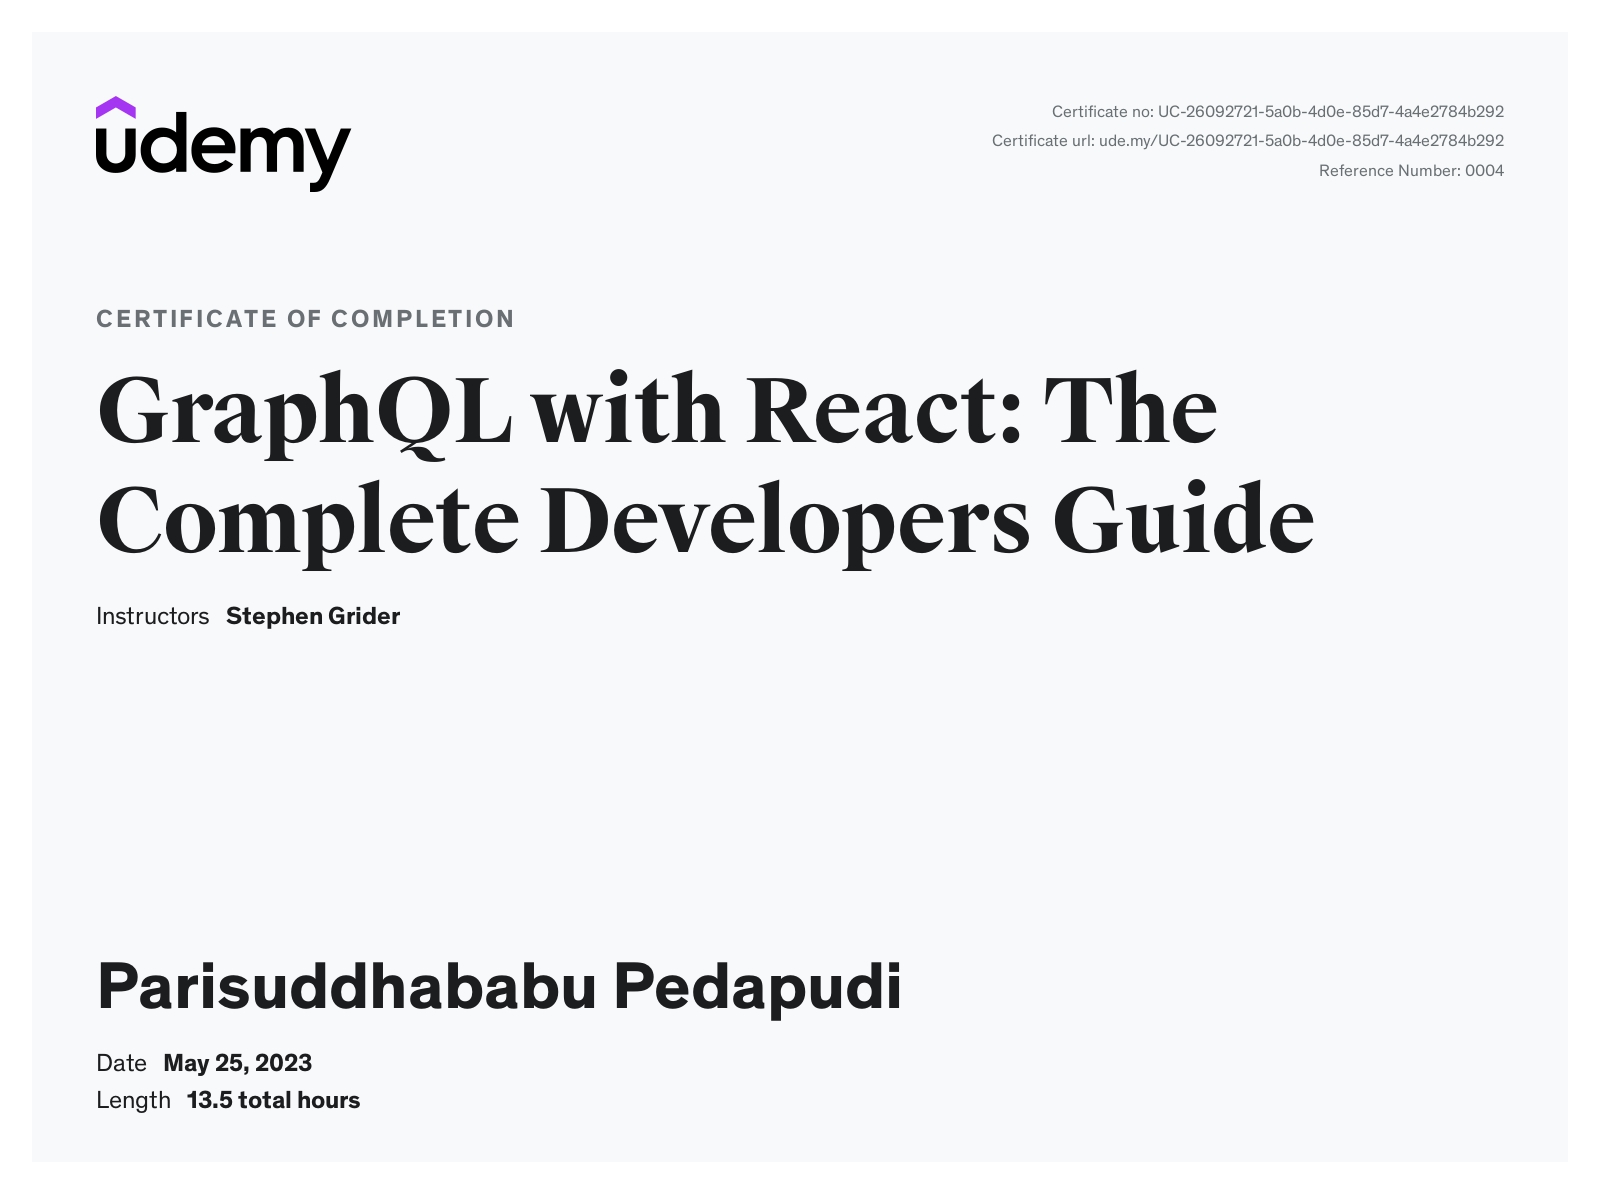 udemy
Certificate no: UC-26092721-5a0b-4d0e-85d7-4a4e2784b292
Certificate url: ude.my/UC-26092721-5a0b-4d0e-85d7-4a4e2784b292
Reference Number: 0004
CERTIFICATE OF COMPLETION
GraphQL with React: The
Complete Developers Guide
Instructors Stephen Grider
Parisuddhababu Pedapudi
Date May 25, 2023
Length 13.5 total hours